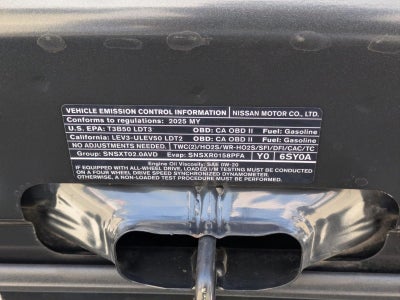 VEHICLE EMISSION CONTROL INFORMATION NISSAN MOTOR CO., LTD.
Conforms to regulations: 2025 MY
U.S. EPA: T3B50 LDT3 OBD: CA OBD II Fuel: Gasoline
California: LEV3-ULEV50 LDT2 OBD: CA OBD II Fuel: Gasoline
NO ADJUSTMENTS NEEDED. TWC(2)/HO2S/WR-HO2S/SFI/DFI/CAC/TC
Group: SNSXT02.0AVD Evap: SNSXR0158PFA Y0 6SY0A
Engine Oil Viscosity: SAE 0W-20
IF EQUIPPED WITH ALL-WHEEL DRIVE, LOADED I/M TESTING MUST BE CONDUCTED
ON A FOUR WHEEL DRIVE SPEED SYNCHRONIZED DYNAMOMETER.
OTHERWISE, A NON-LOADED TEST PROCEDURE MUST BE PERFORMED.